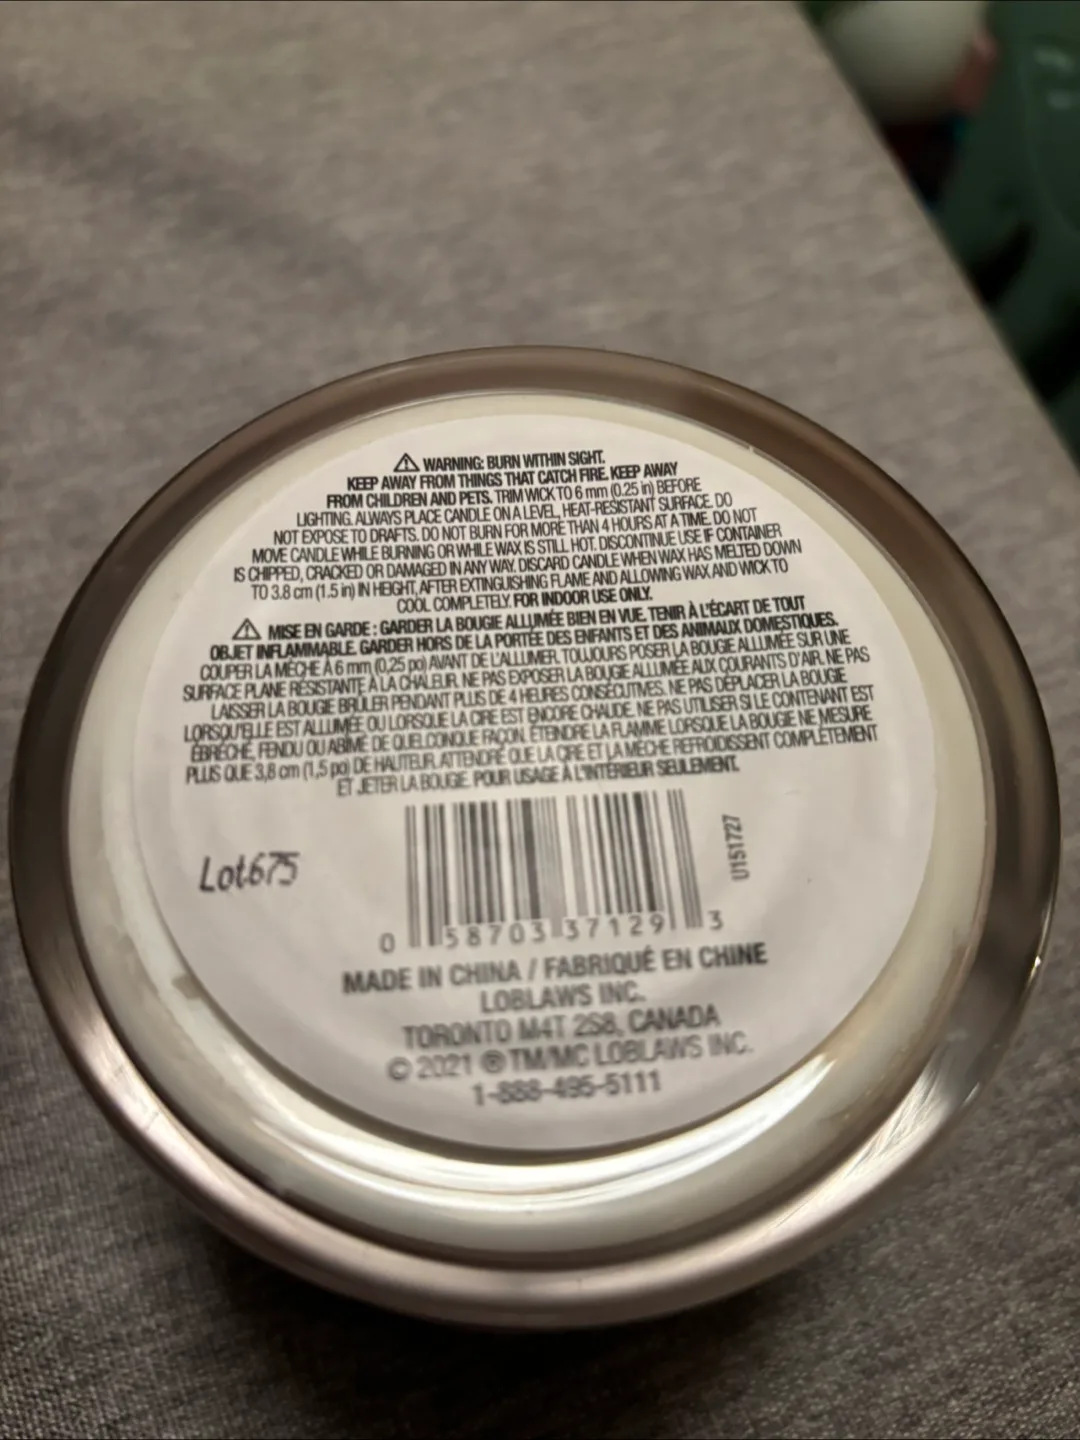 ⚠ WARNING: BURN WITHIN SIGHT.
KEEP AWAY FROM THINGS THAT CATCH FIRE. KEEP AWAY
FROM CHILDREN AND PETS. TRIM WICK TO 6 mm (0.25 in) BEFORE
LIGHTING. ALWAYS PLACE CANDLE ON A LEVEL, HEAT-RESISTANT SURFACE. DO
NOT EXPOSE TO DRAFTS. DO NOT BURN FOR MORE THAN 4 HOURS AT A TIME. DO NOT
MOVE CANDLE WHILE BURNING OR WHILE WAX IS STILL HOT. DISCONTINUE USE IF CONTAINER
IS CHIPPED, CRACKED OR DAMAGED IN ANY WAY. DISCARD CANDLE WHEN WAX HAS MELTED DOWN
TO 3.8 cm (1.5 in) IN HEIGHT, AFTER EXTINGUISHING FLAME AND ALLOWING WAX AND WICK TO
COOL COMPLETELY. FOR INDOOR USE ONLY.
⚠ MISE EN GARDE : GARDER LA BOUGIE ALLUMÉE BIEN EN VUE. TENIR À L'ÉCART DE TOUT
OBJET INFLAMMABLE. GARDER HORS DE LA PORTÉE DES ENFANTS ET DES ANIMAUX DOMESTIQUES.
COUPER LA MÈCHE À 6 mm (0,25 po) AVANT DE L'ALLUMER. TOUJOURS POSER LA BOUGIE ALLUMÉE SUR UNE
SURFACE PLANE RÉSISTANTE À LA CHALEUR. NE PAS EXPOSER LA BOUGIE ALLUMÉE AUX COURANTS D'AIR. NE PAS
LAISSER LA BOUGIE BRÛLER PENDANT PLUS DE 4 HEURES CONSÉCUTIVES. NE PAS DÉPLACER LA BOUGIE
LORSQU'ELLE EST ALLUMÉE OU LORSQUE LA CIRE EST ENCORE CHAUDE. NE PAS UTILISER SI LE CONTENANT EST
ÉBRÉCHÉ, FENDU OU ABÎMÉ DE QUELCONQUE FAÇON. ÉTEINDRE LA FLAMME LORSQUE LA BOUGIE NE MESURE
PLUS QUE 3,8 cm (1,5 po) DE HAUTEUR, ATTENDRE QUE LA CIRE ET LA MÈCHE REFROIDISSENT COMPLÈTEMENT
ET JETER LA BOUGIE. POUR USAGE À L'INTÉRIEUR SEULEMENT.
Lot675
U151727
0 58703 37129 3
MADE IN CHINA / FABRIQUÉ EN CHINE
LOBLAWS INC.
TORONTO M4T 2S8, CANADA
© 2021 ® TM/MC LOBLAWS INC.
1-888-495-5111